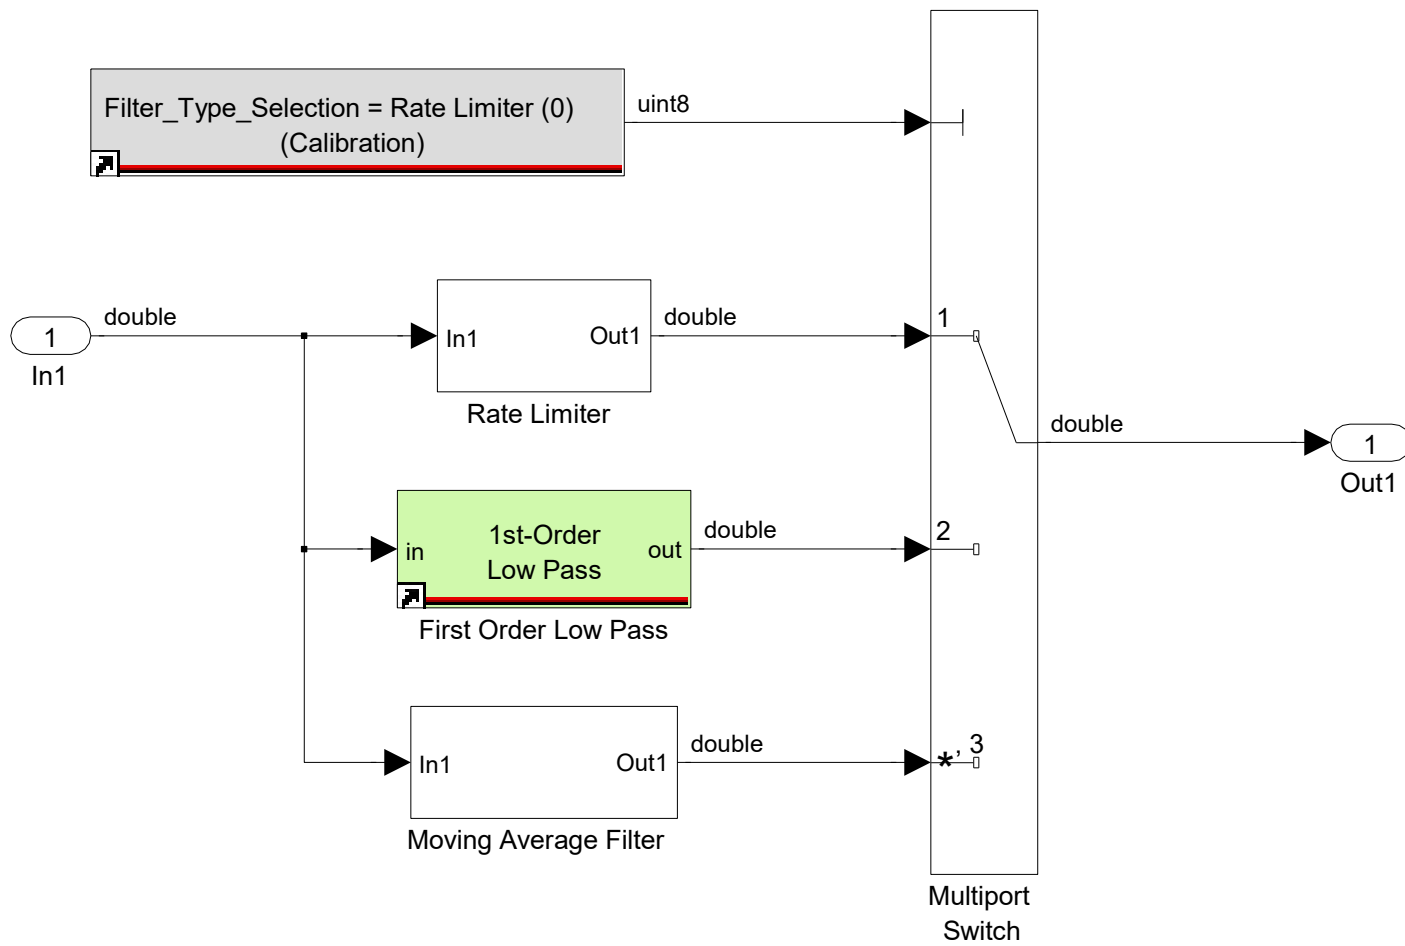 Filter_Type_Selection = Rate Limiter (0)
(Calibration)
uint8
1
In1
double
In1
Out1
Rate Limiter
double
1
in
1st-Order
Low Pass
out
First Order Low Pass
double
2
In1
Out1
Moving Average Filter
double
*, 3
Multiport
Switch
double
1
Out1